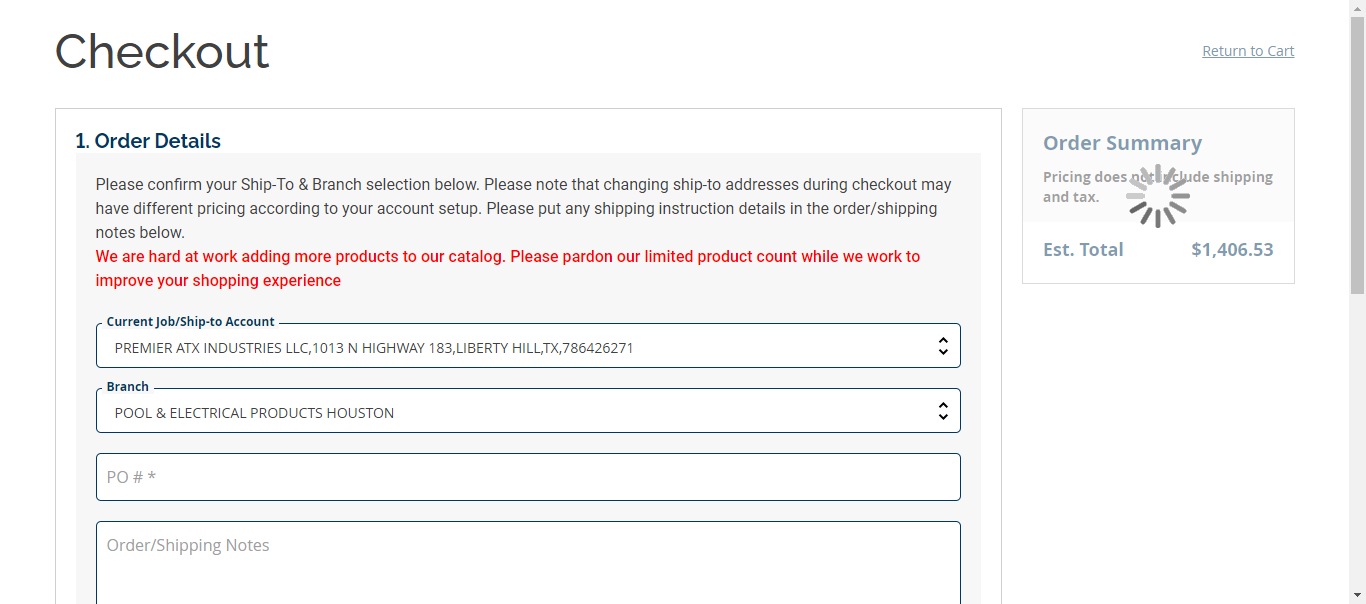 Checkout
Return to Cart
1. Order Details
Please confirm your Ship-To & Branch selection below. Please note that changing ship-to addresses during checkout may
have different pricing according to your account setup. Please put any shipping instruction details in the order/shipping
notes below.
We are hard at work adding more products to our catalog. Please pardon our limited product count while we work to
improve your shopping experience
Current Job/Ship-to Account
PREMIER ATX INDUSTRIES LLC,1013 N HIGHWAY 183,LIBERTY HILL,TX,786426271
Branch
POOL & ELECTRICAL PRODUCTS HOUSTON
PO # *
Order/Shipping Notes
Order Summary
Pricing does not include shipping
and tax.
Est. Total $1,406.53